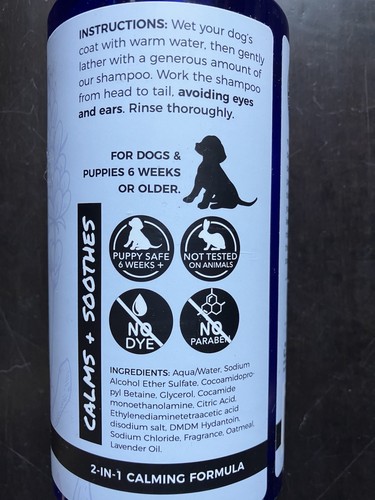 INSTRUCTIONS: Wet your dog's
coat with warm water, then gently
lather with a generous amount of
our shampoo. Work the shampoo
from head to tail, avoiding eyes
and ears. Rinse thoroughly.
FOR DOGS &
PUPPIES 6 WEEKS
OR OLDER.
CALMS + SOOTHES
PUPPY SAFE
6 WEEKS +
NOT TESTED
ON ANIMALS
NO
DYE
NO
PARABEN
INGREDIENTS: Aqua/Water, Sodium
Alcohol Ether Sulfate, Cocoamidopro-
pyl Betaine, Glycerol, Cocamide
monoethanolamine, Citric Acid.
Ethylenediaminetetraacetic acid
disodium salt, DMDM Hydantoin,
Sodium Chloride, Fragrance, Oatmeal,
Lavender Oil.
2-IN-1 CALMING FORMULA